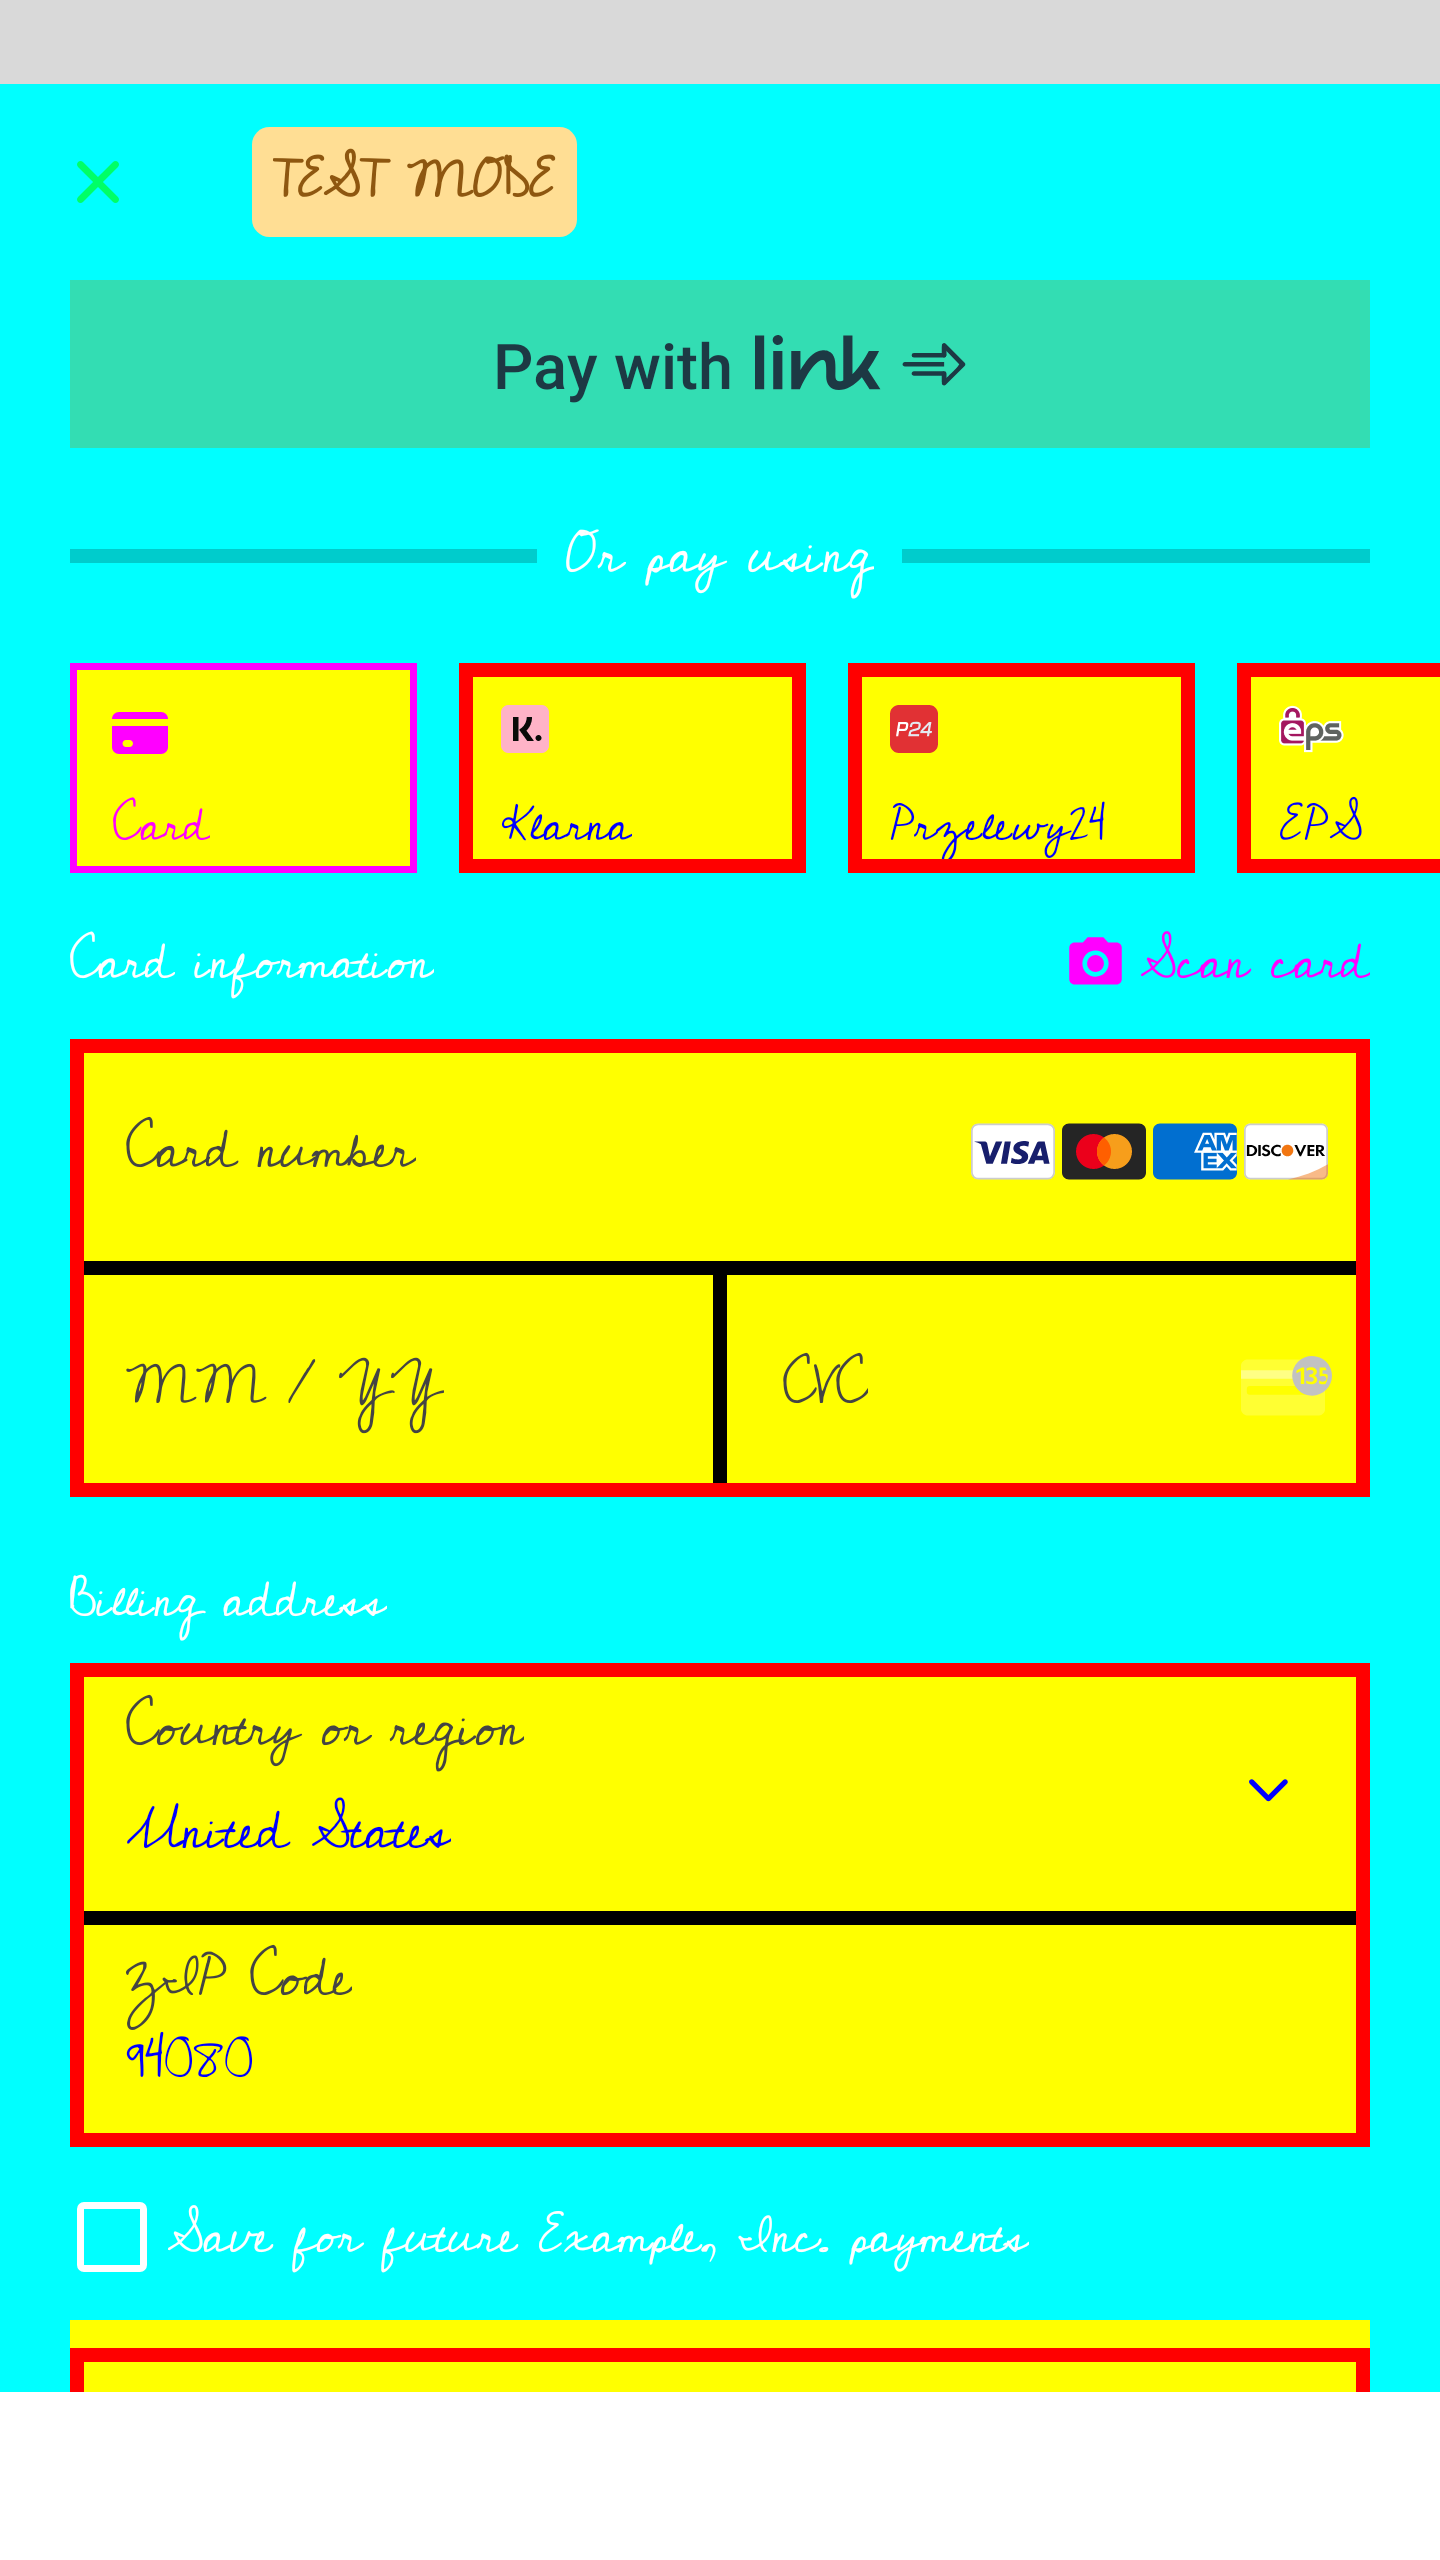 TEST MODE
Pay with link
Or pay using
K.
P24
eps
Card
Klarna
Przelewy24
EPS
Card information
Scan card
Card number
VISA
AM
EX
DISCOVER
MM / YY
CVC
135
Billing address
Country or region
United States
ZIP Code
94080
Save for future Example, Inc. payments